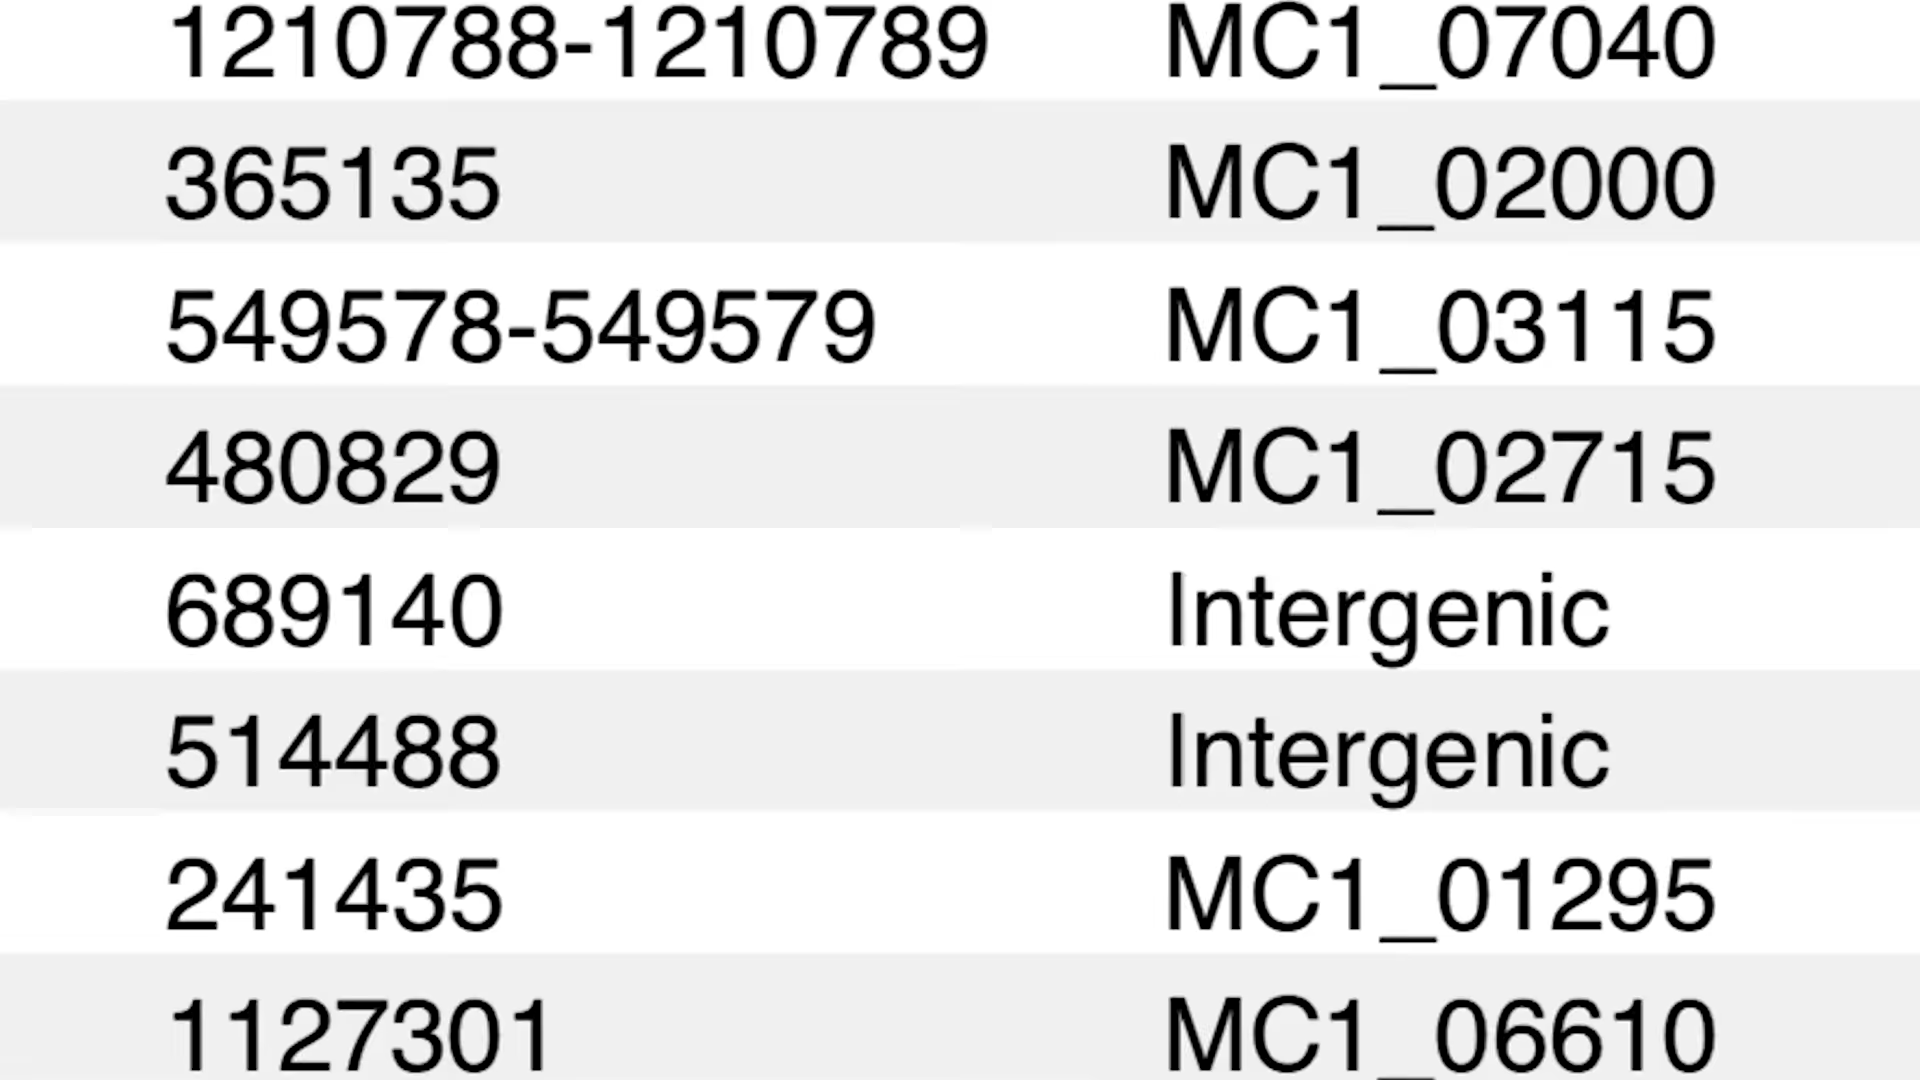 1210788-1210789 MC1_07040
365135 MC1_02000
549578-549579 MC1_03115
480829 MC1_02715
689140 Intergenic
514488 Intergenic
241435 MC1_01295
1127301 MC1_06610